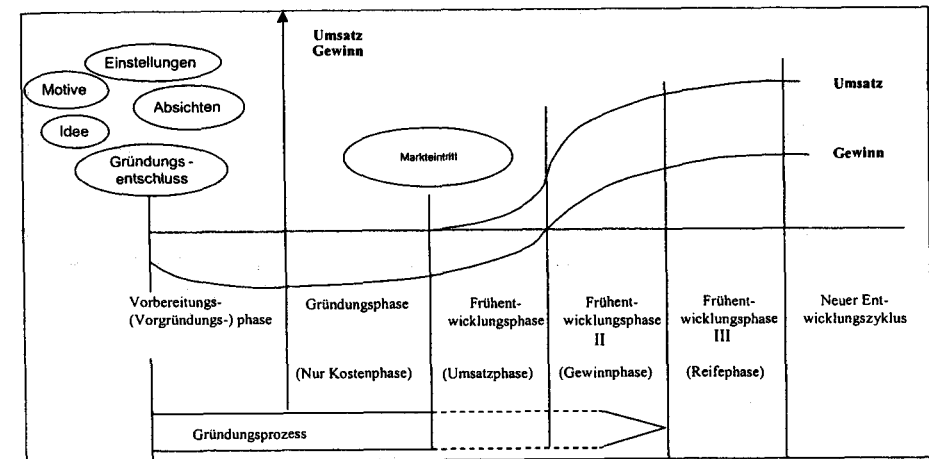 Umsatz
Gewinn
Einstellungen
Motive
Absichten
Idee
Gründungs -
entschluss
Markteintritt
Umsatz
Gewinn
Vorbereitungs-
(Vorgründungs-) phase
Gründungsphase
(Nur Kostenphase)
Frühent-
wicklungsphase
(Umsatzphase)
Frühent-
wicklungsphase
II
(Gewinnphase)
Frühent-
wicklungsphase
III
(Reifephase)
Neuer Ent-
wicklungszyklus
Gründungsprozess